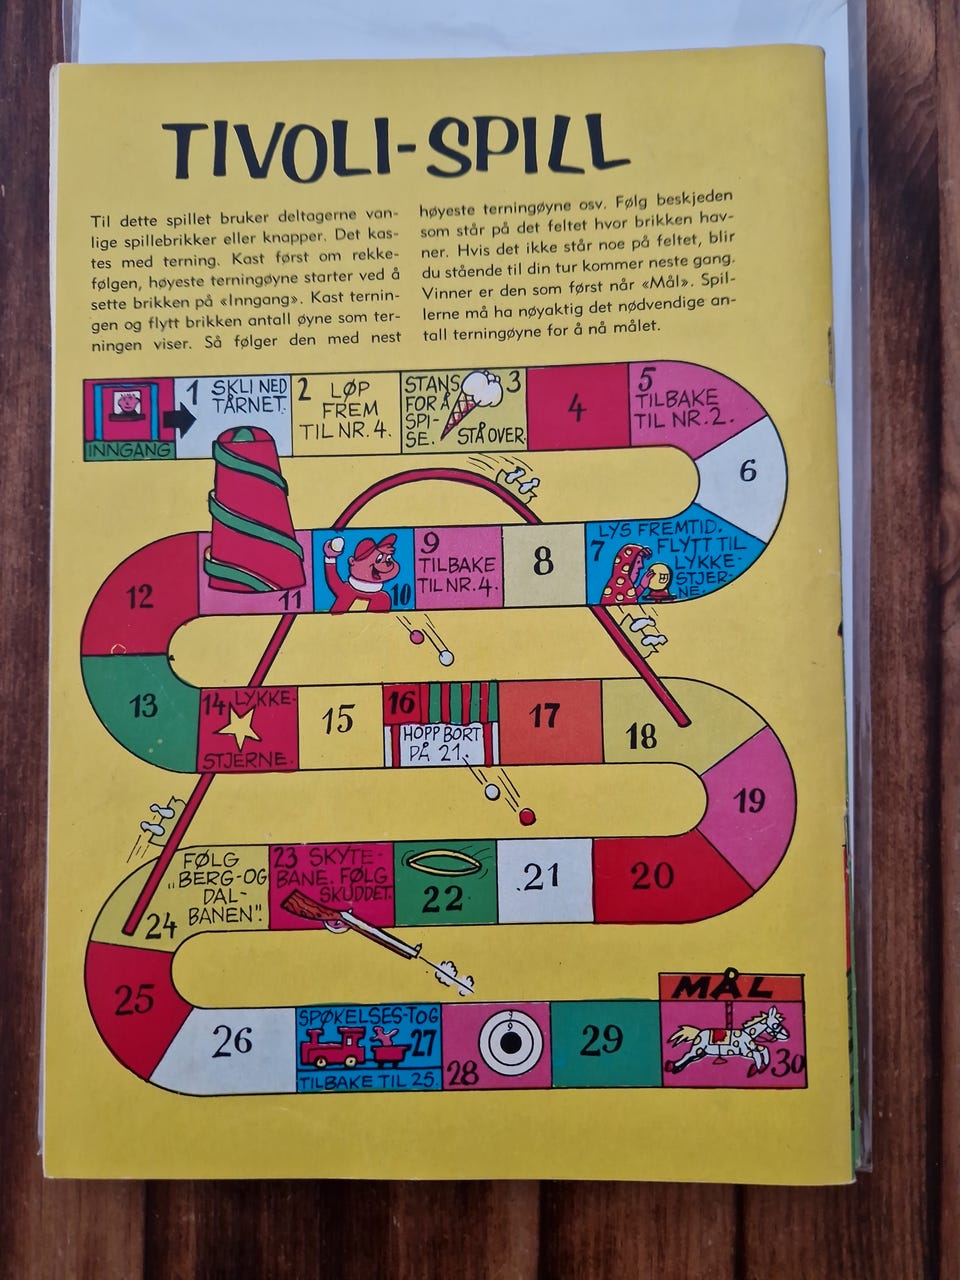 TIVOLI-SPILL
Til dette spillet bruker deltagerne van-
lige spillebrikker eller knapper. Det kas-
tes med terning. Kast først om rekke-
følgen, høyeste terningøyne starter ved å
sette brikken på «Inngang». Kast ternin-
gen og flytt brikken antall øyne som ter-
ningen viser. Så følger den med nest
høyeste terningøyne osv. Følg beskjeden
som står på det feltet hvor brikken hav-
ner. Hvis det ikke står noe på feltet, blir
du stående til din tur kommer neste gang.
Vinner er den som først når «Mål». Spil-
lerne må ha nøyaktig det nødvendige an-
tall terningøyne for å nå målet.
INNGANG
1 SKLI NED
TÅRNET.
2 LØP
FREM
TIL NR. 4.
STANS 3
FOR Å
SPI-
SE. STÅ OVER.
4
5
TILBAKE
TIL NR. 2.
6
LYS FREMTID.
7 FLYTT TIL
LYKKE-
STJER-
NE.
8
9
TILBAKE
TIL NR. 4.
10
11
12
13
14 LYKKE-
STJERNE.
15
16
HOPP BORT
PÅ 21.
17
18
19
20
21
22
23 SKYTE-
BANE. FØLG
SKUDDET.
FØLG
„BERG-OG
DAL-
BANEN".
24
25
26
SPØKELSES-TOG
27
TILBAKE TIL 25.
28
9
9
29
MÅL
30